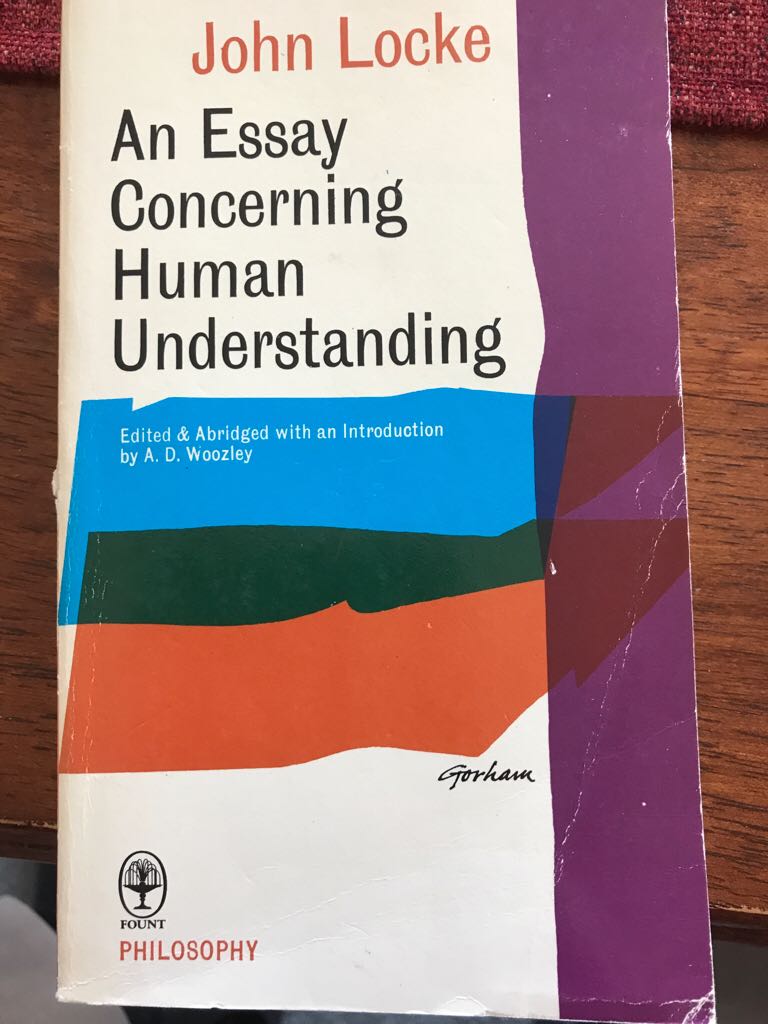 John Locke
An Essay
Concerning
Human
Understanding
Edited & Abridged with an Introduction
by A. D. Woozley
Gorham
FOUNT
PHILOSOPHY